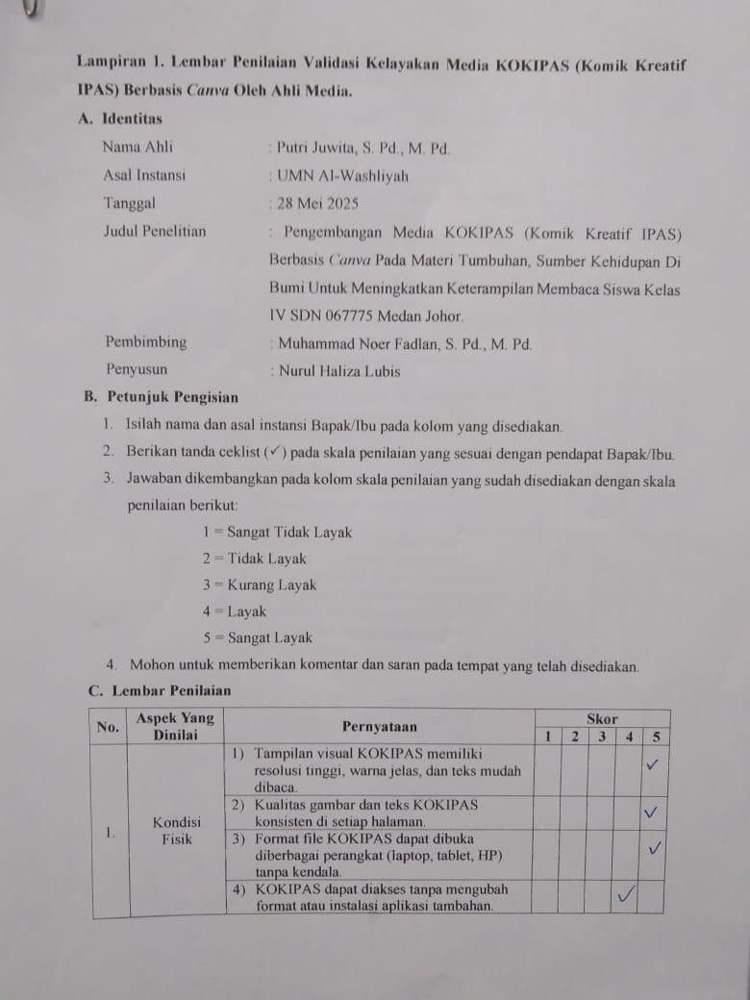 Lampiran 1. Lembar Penilaian Validasi Kelayakan Media KOKIPAS (Komik Kreatif
IPAS) Berbasis Canva Oleh Ahli Media.
A. Identitas
Nama Ahli : Putri Juwita, S. Pd., M. Pd.
Asal Instansi : UMN Al-Washliyah
Tanggal : 28 Mei 2025
Judul Penelitian : Pengembangan Media KOKIPAS (Komik Kreatif IPAS)
Berbasis Canva Pada Materi Tumbuhan, Sumber Kehidupan Di
Bumi Untuk Meningkatkan Keterampilan Membaca Siswa Kelas
IV SDN 067775 Medan Johor.
Pembimbing : Muhammad Noer Fadlan, S. Pd., M. Pd.
Penyusun : Nurul Haliza Lubis
B. Petunjuk Pengisian
1. Isilah nama dan asal instansi Bapak/Ibu pada kolom yang disediakan.
2. Berikan tanda ceklist (✓) pada skala penilaian yang sesuai dengan pendapat Bapak/Ibu.
3. Jawaban dikembangkan pada kolom skala penilaian yang sudah disediakan dengan skala
penilaian berikut:
1 = Sangat Tidak Layak
2 = Tidak Layak
3 = Kurang Layak
4 = Layak
5 = Sangat Layak
4. Mohon untuk memberikan komentar dan saran pada tempat yang telah disediakan.
C. Lembar Penilaian
No. Aspek Yang Pernyataan Skor
Dinilai 1 2 3 4 5
1) Tampilan visual KOKIPAS memiliki
resolusi tinggi, warna jelas, dan teks mudah ✓
dibaca.
2) Kualitas gambar dan teks KOKIPAS
konsisten di setiap halaman. ✓
1. Kondisi
Fisik
3) Format file KOKIPAS dapat dibuka
diberbagai perangkat (laptop, tablet, HP) ✓
tanpa kendala.
4) KOKIPAS dapat diakses tanpa mengubah ✓
format atau instalasi aplikasi tambahan.